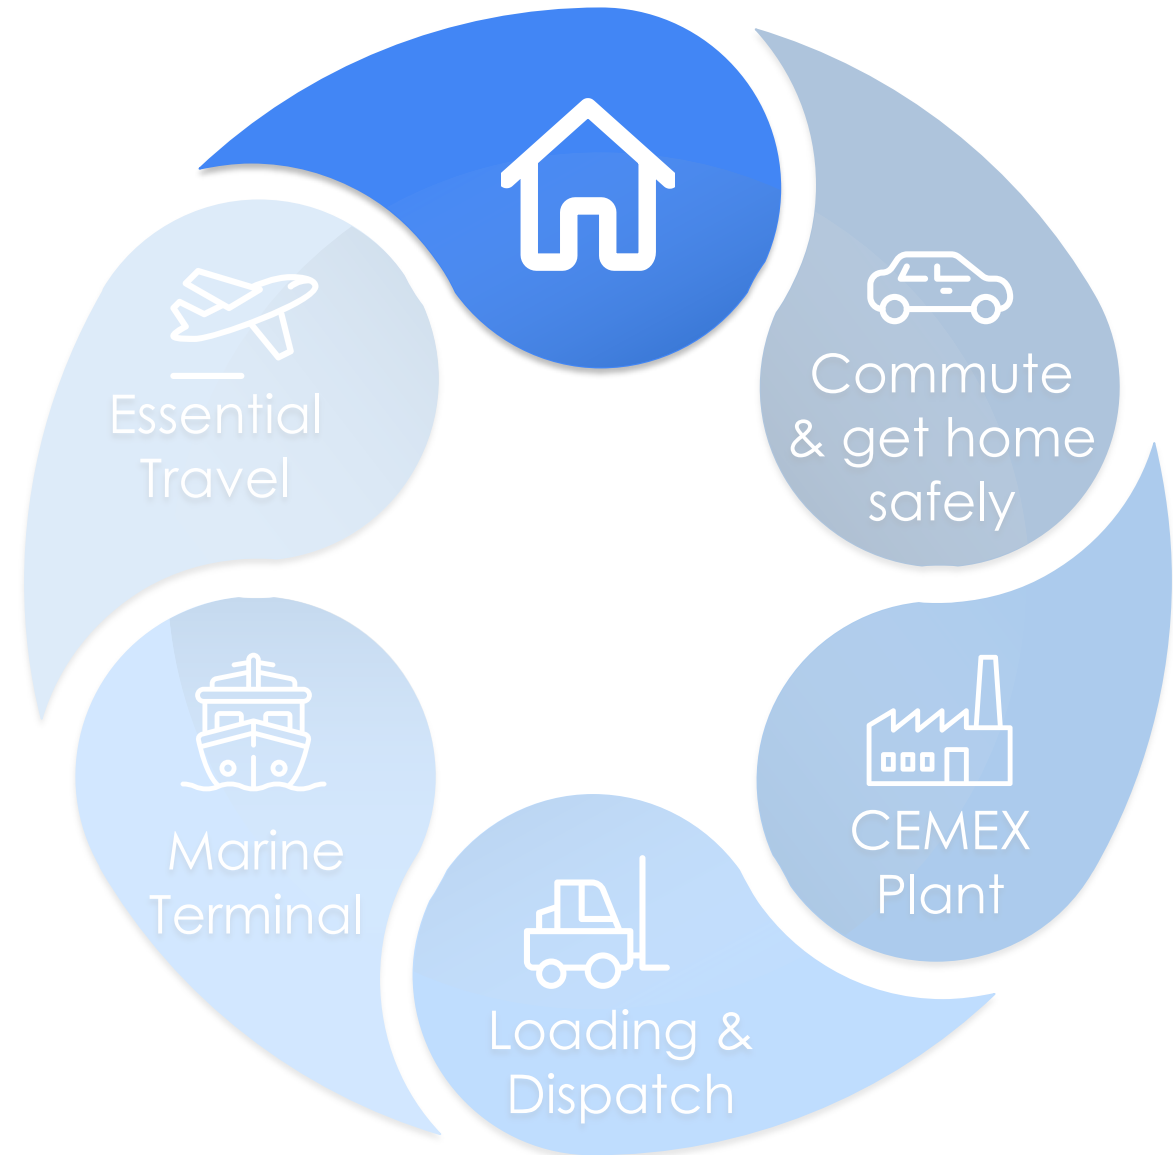 Commute
& get home
safely
CEMEX
Plant
Loading &
Dispatch
Marine
Terminal
Essential
Travel